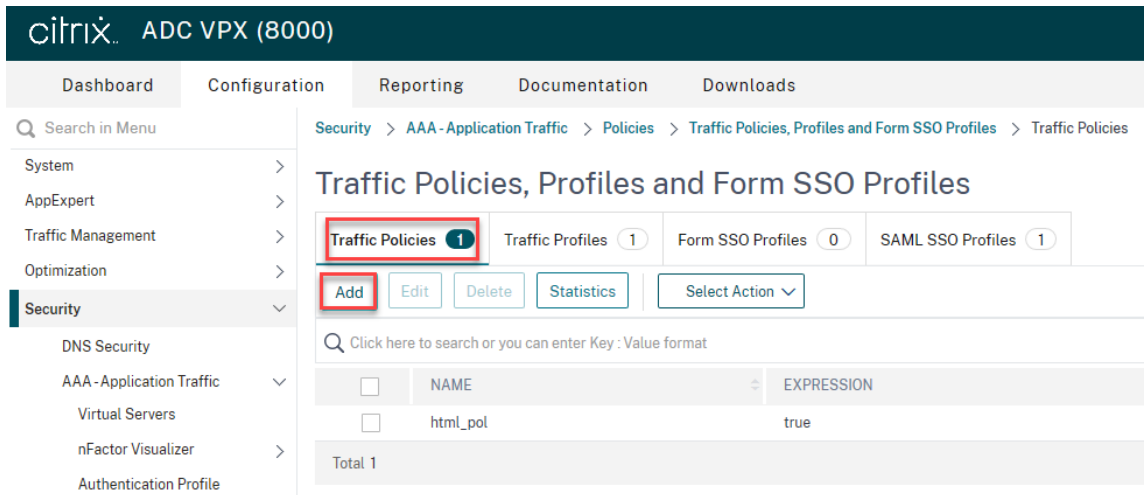 citrix. ADC VPX (8000)
Dashboard Configuration Reporting Documentation Downloads
Search in Menu
Security > AAA - Application Traffic > Policies > Traffic Policies, Profiles and Form SSO Profiles > Traffic Policies
System
AppExpert
Traffic Management
Optimization
Security
DNS Security
AAA - Application Traffic
Virtual Servers
nFactor Visualizer
Authentication Profile
Traffic Policies, Profiles and Form SSO Profiles
Traffic Policies 1 Traffic Profiles 1 Form SSO Profiles 0 SAML SSO Profiles 1
Add Edit Delete Statistics Select Action
Click here to search or you can enter Key : Value format
NAME EXPRESSION
html_pol true
Total 1